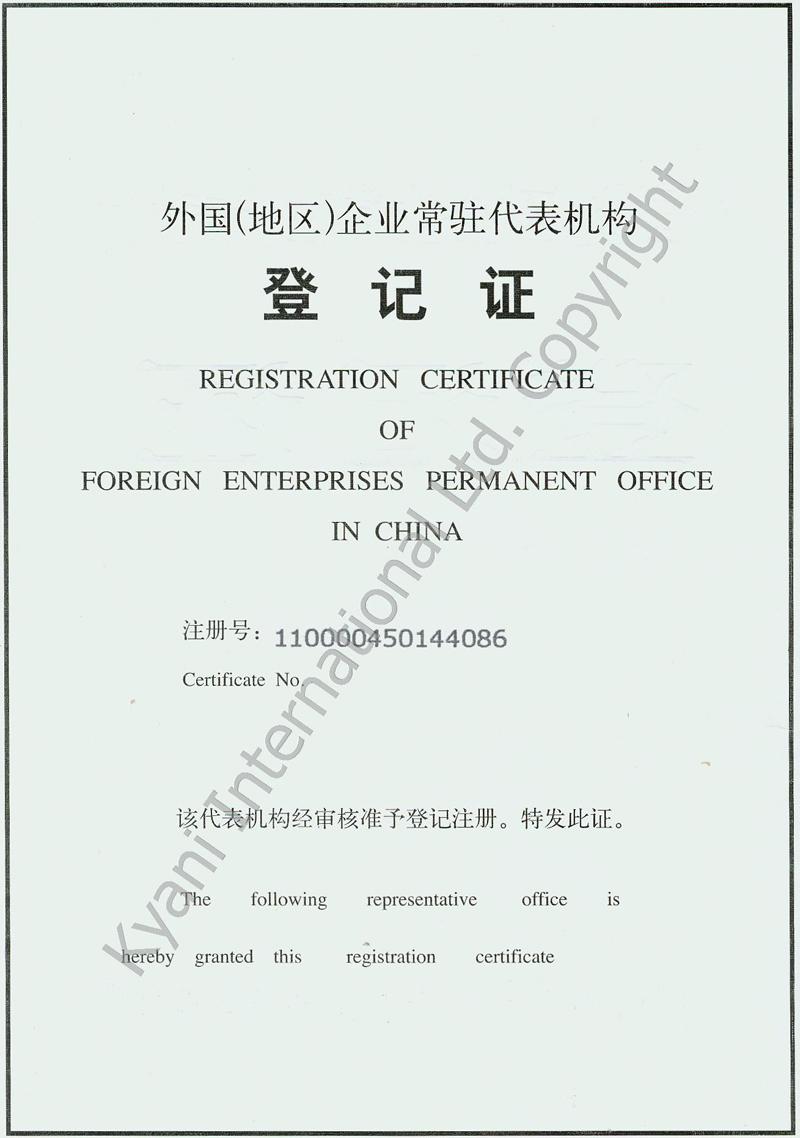 外国(地区)企业常驻代表机构
登 记 证
REGISTRATION CERTIFICATE
OF
FOREIGN ENTERPRISES PERMANENT OFFICE
IN CHINA
注册号：110000450144086
Certificate No.
该代表机构经审核准予登记注册。特发此证。
The following representative office is
hereby granted this registration certificate
Kyani International Ltd. Copyright